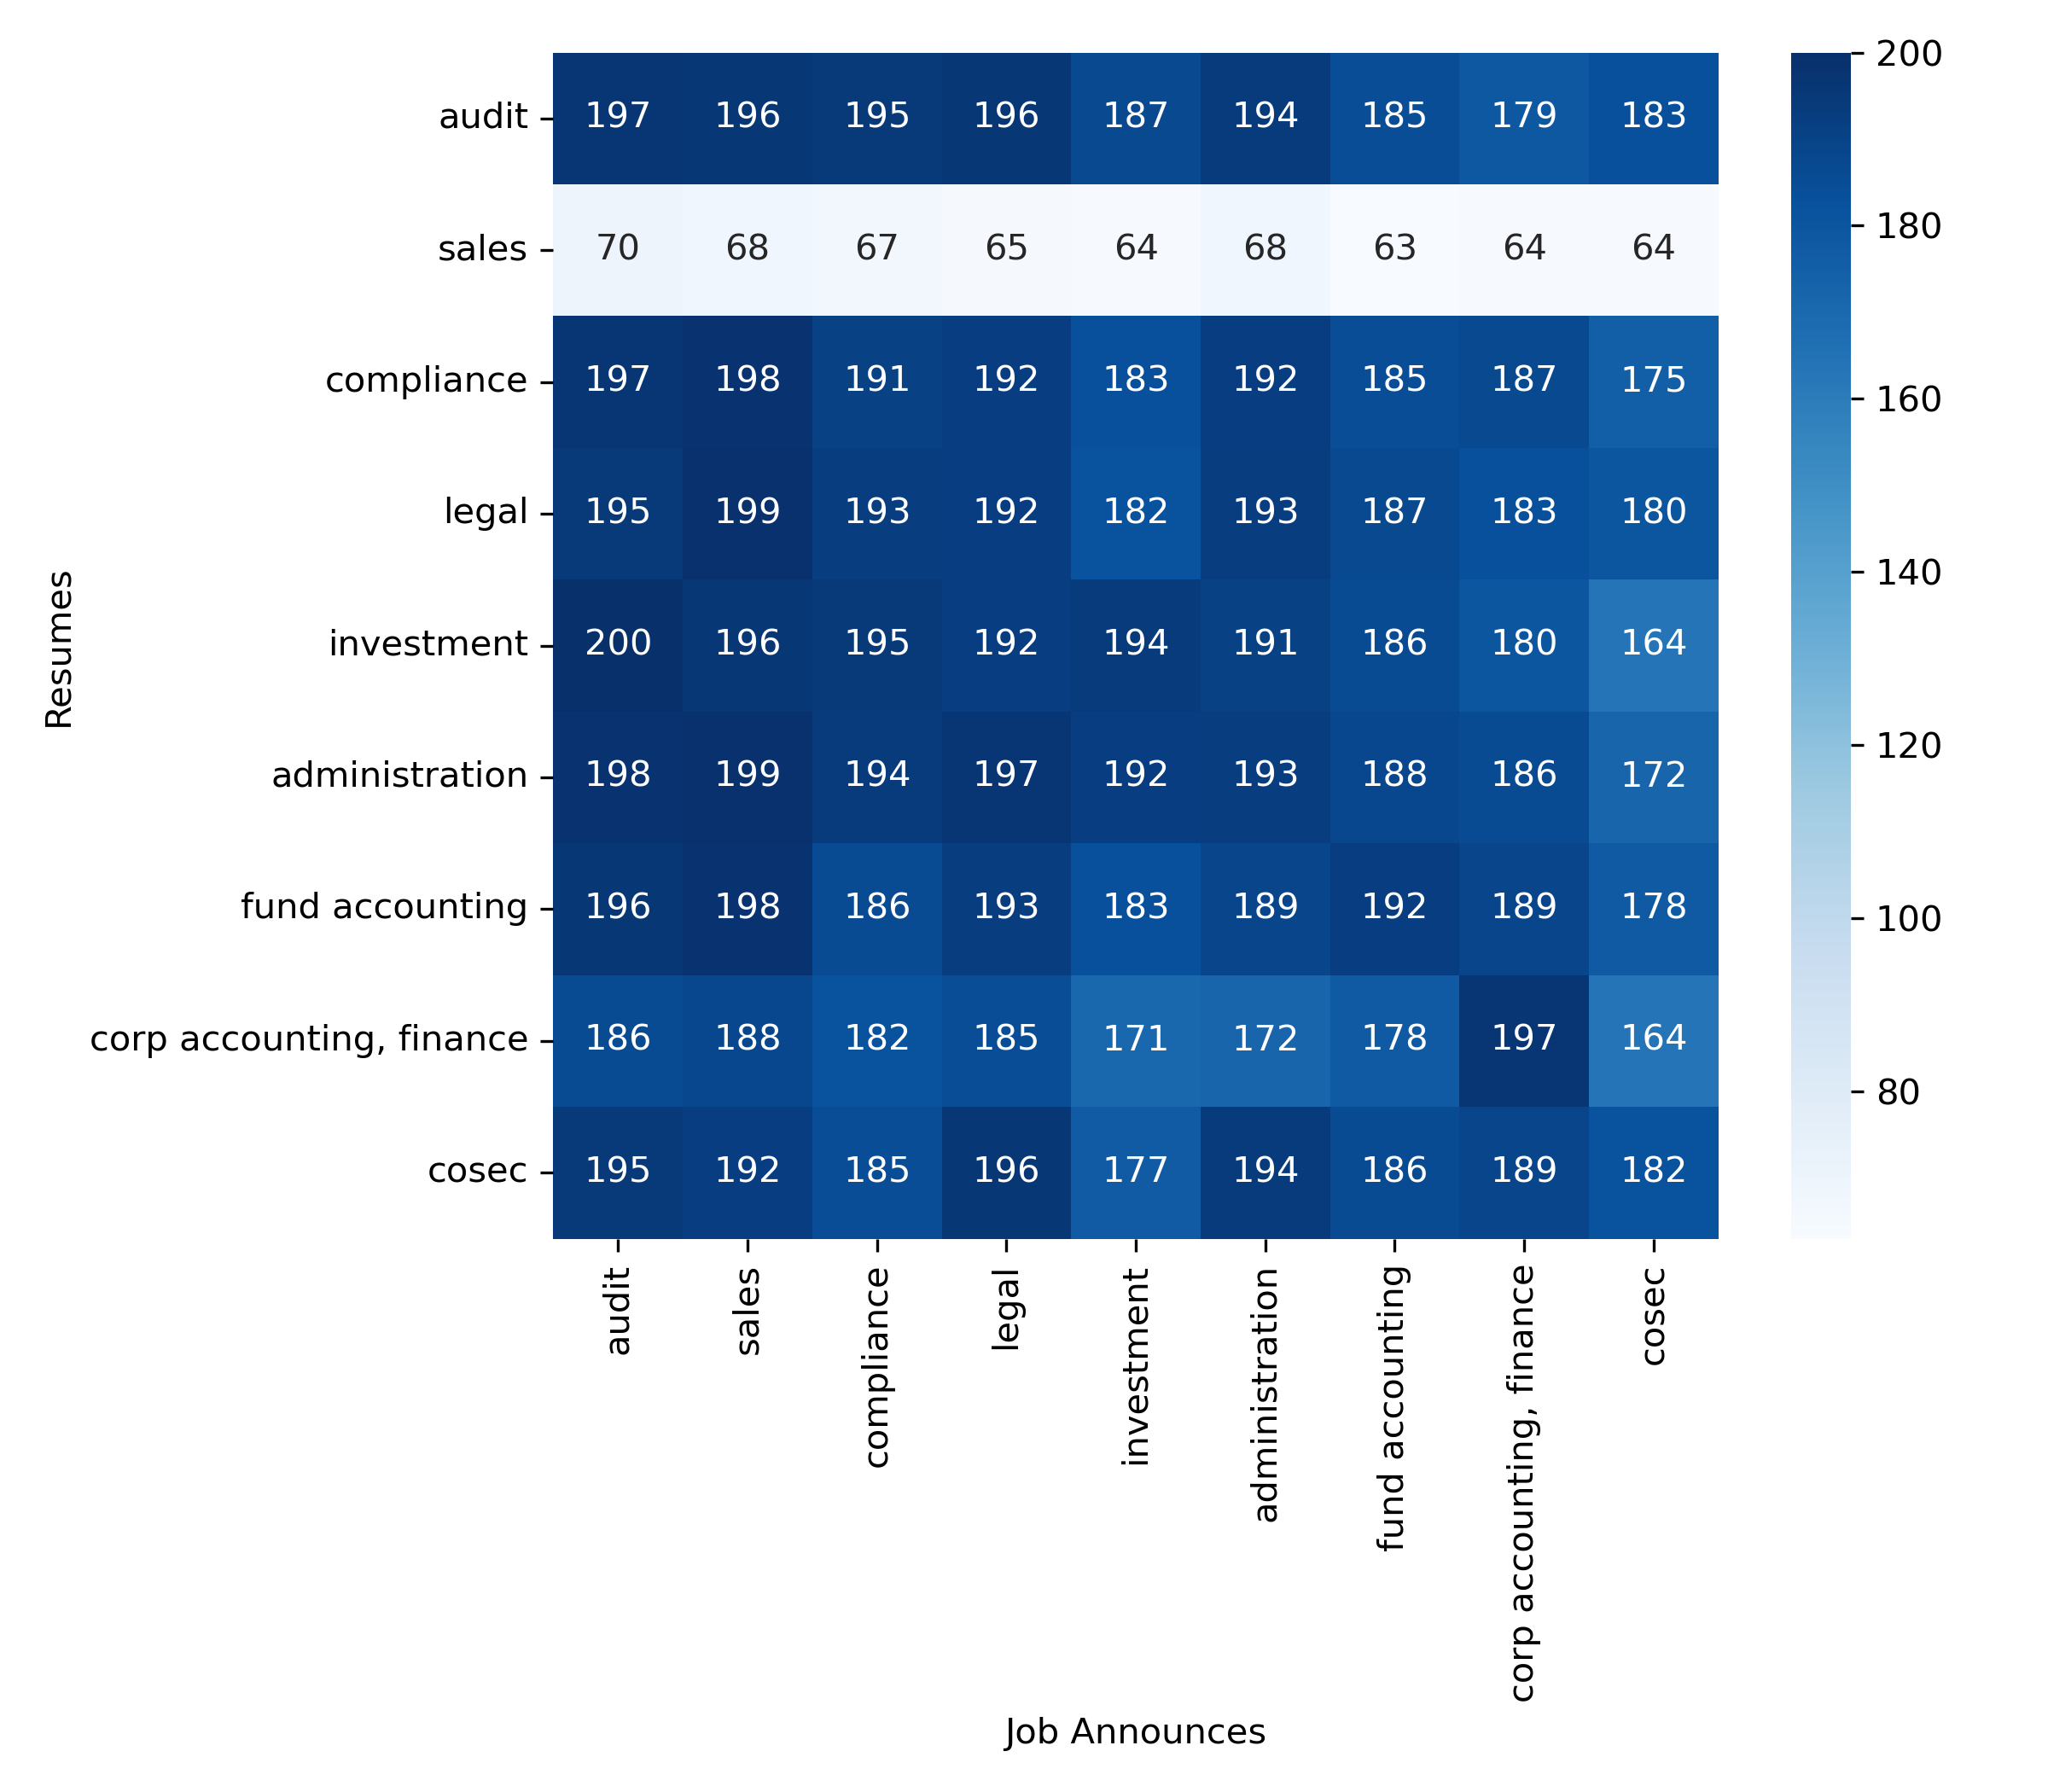 audit 197 196 195 196 187 194 185 179 183
sales 70 68 67 65 64 68 63 64 64
compliance 197 198 191 192 183 192 185 187 175
legal 195 199 193 192 182 193 187 183 180
investment 200 196 195 192 194 191 186 180 164
administration 198 199 194 197 192 193 188 186 172
fund accounting 196 198 186 193 183 189 192 189 178
corp accounting, finance 186 188 182 185 171 172 178 197 164
cosec 195 192 185 196 177 194 186 189 182
Resumes
audit
sales
compliance
legal
investment
administration
fund accounting
corp accounting, finance
cosec
Job Announces
200
180
160
140
120
100
80